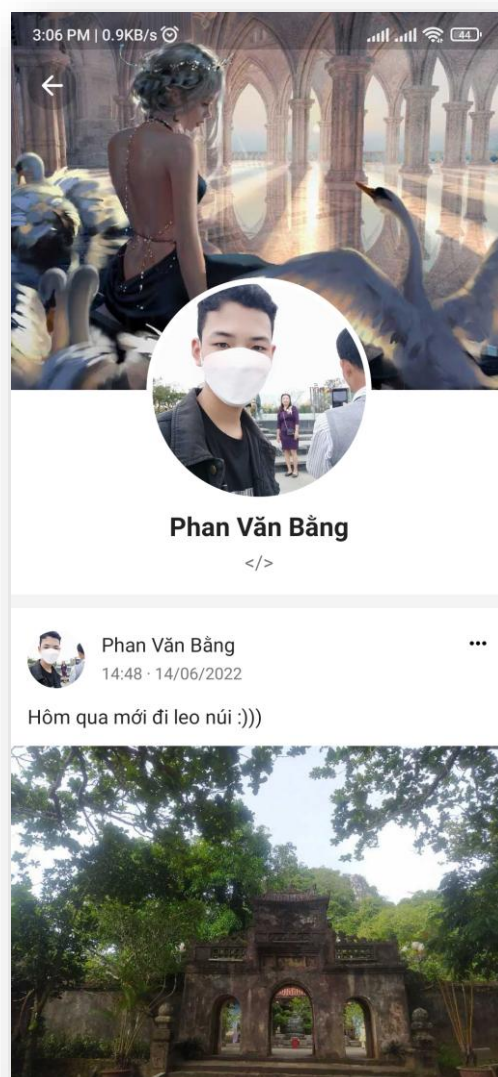 3:06 PM | 0.9KB/s
44
Phan Văn Bằng
</>
Phan Văn Bằng
14:48 · 14/06/2022
Hôm qua mới đi leo núi :)))